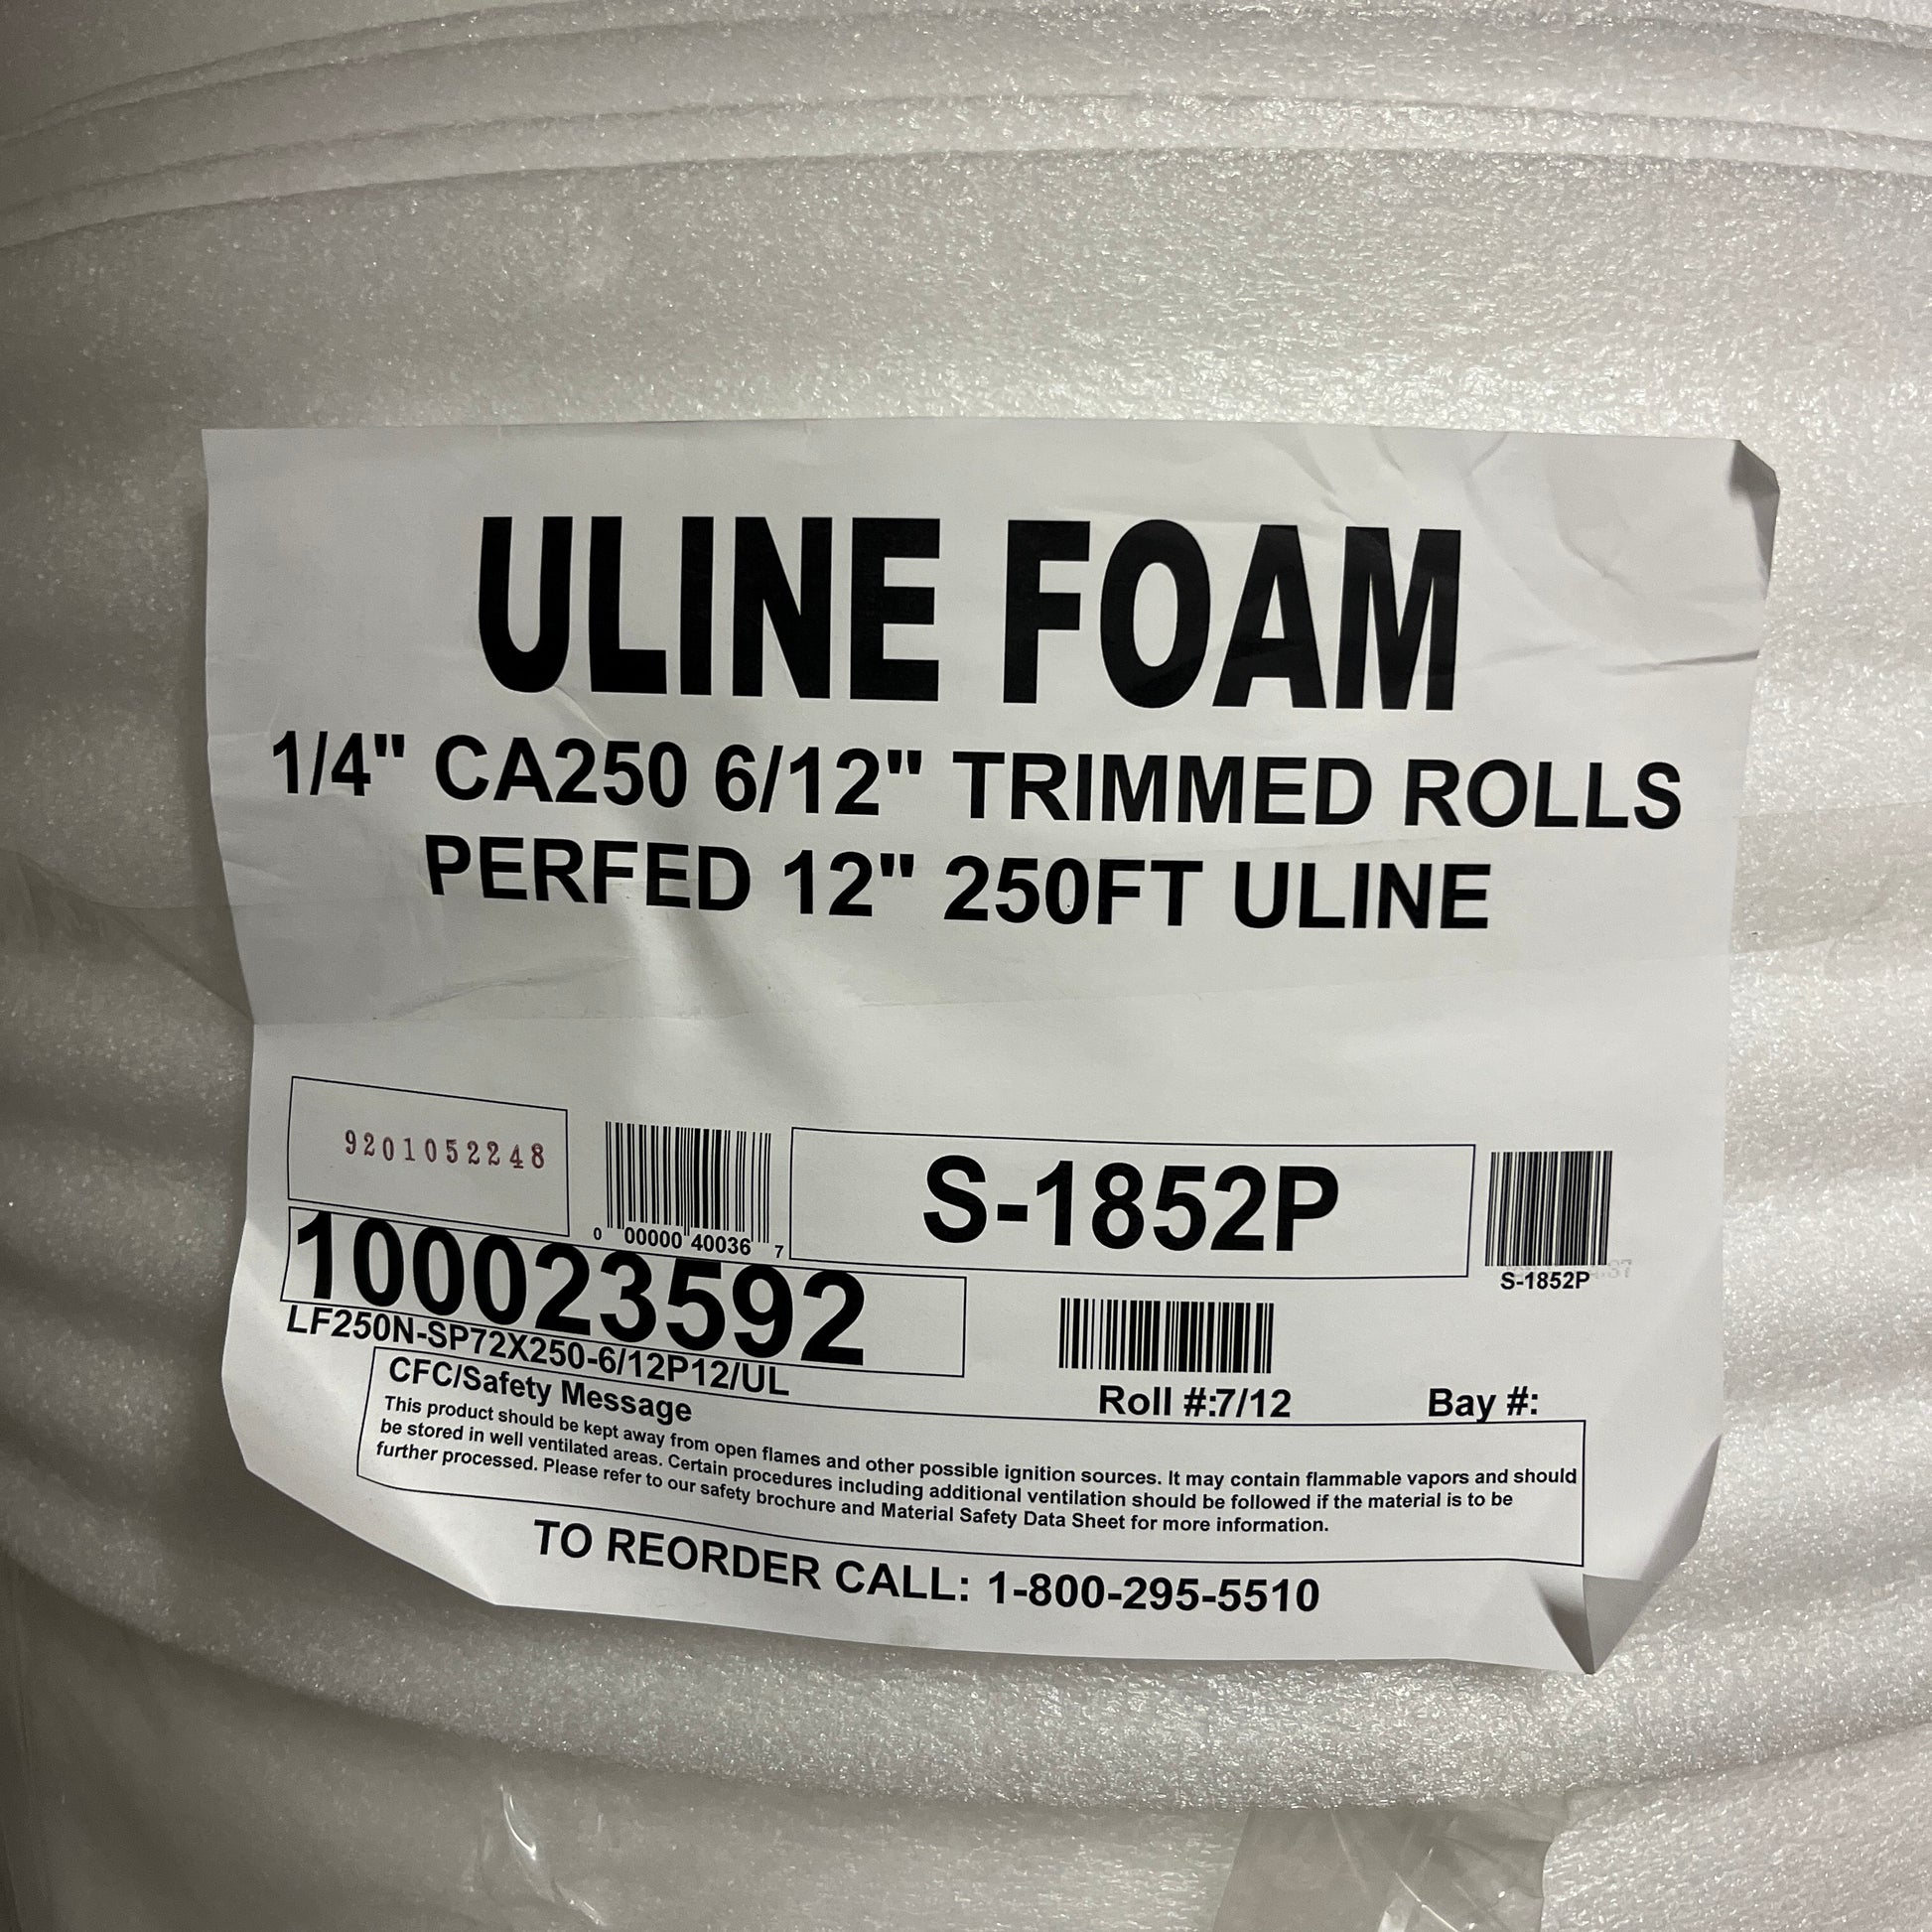 ULINE FOAM
1/4" CA250 6/12" TRIMMED ROLLS
PERFED 12" 250FT ULINE
9201052248
0 00000 40036 7
S-1852P
S-1852P
100023592
LF250N-SP72X250-6/12P12/UL
Roll #:7/12
Bay #:
CFC/Safety Message
This product should be kept away from open flames and other possible ignition sources. It may contain flammable vapors and should
be stored in well ventilated areas. Certain procedures including additional ventilation should be followed if the material is to be
further processed. Please refer to our safety brochure and Material Safety Data Sheet for more information.
TO REORDER CALL: 1-800-295-5510